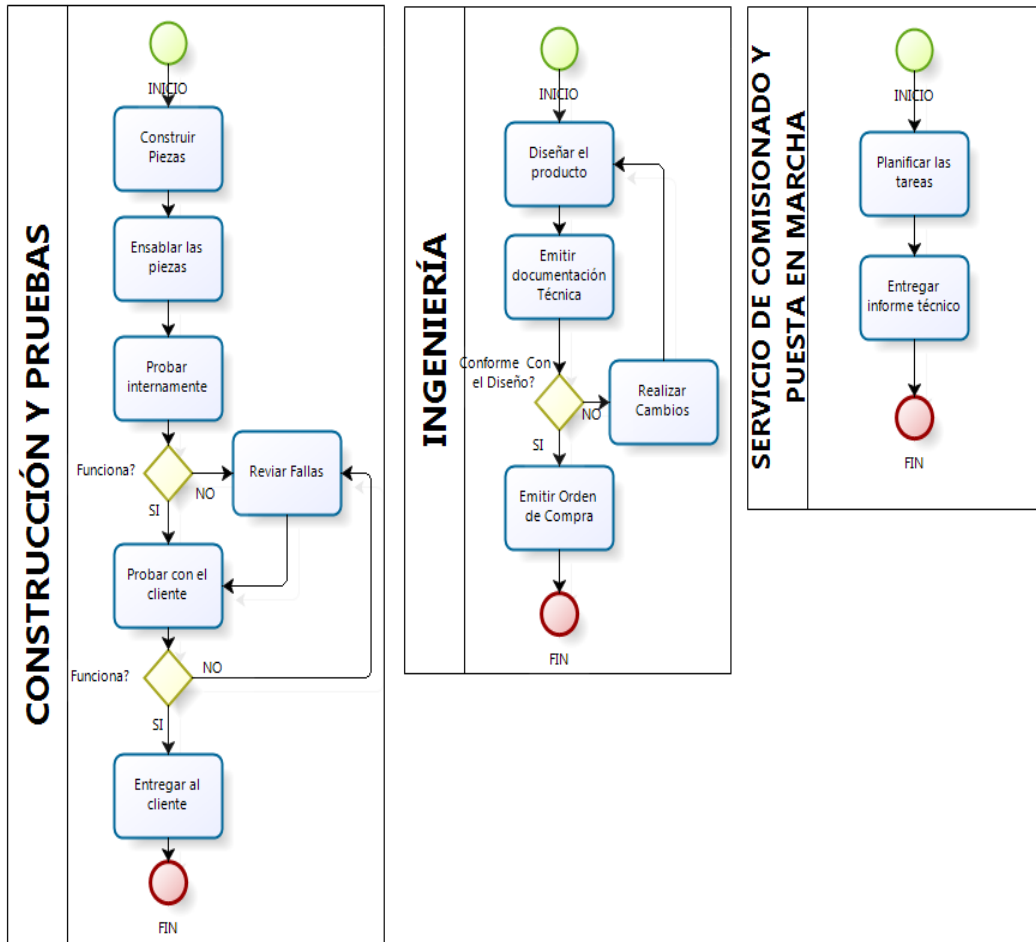 CONSTRUCCIÓN Y PRUEBAS
INICIO
Construir
Piezas
Ensablar las
piezas
Probar
internamente
Funciona?
NO
Reviar Fallas
SI
Probar con el
cliente
Funciona?
NO
SI
Entregar al
cliente
FIN
INGENIERÍA
INICIO
Diseñar el
producto
Emitir
documentación
Técnica
Conforme Con
el Diseño?
NO
Realizar
Cambios
SI
Emitir Orden
de Compra
FIN
SERVICIO DE COMISIONADO Y
PUESTA EN MARCHA
INICIO
Planificar las
tareas
Entregar
informe técnico
FIN